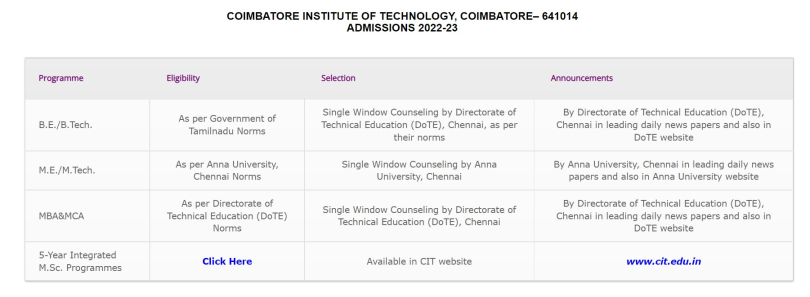 COIMBATORE INSTITUTE OF TECHNOLOGY, COIMBATORE– 641014
ADMISSIONS 2022-23
Programme Eligibility Selection Announcements
B.E./B.Tech.
As per Government of
Tamilnadu Norms
Single Window Counseling by Directorate of
Technical Education (DoTE), Chennai, as per
their norms
By Directorate of Technical Education (DoTE),
Chennai in leading daily news papers and also in
DoTE website
M.E./M.Tech.
As per Anna University,
Chennai Norms
Single Window Counseling by Anna
University, Chennai
By Anna University, Chennai in leading daily news
papers and also in Anna University website
MBA&MCA
As per Directorate of
Technical Education (DoTE)
Norms
Single Window Counseling by Directorate of
Technical Education (DoTE), Chennai
By Directorate of Technical Education (DoTE),
Chennai in leading daily news papers and also in
DoTE website
5-Year Integrated
M.Sc. Programmes
Click Here
Available in CIT website
www.cit.edu.in